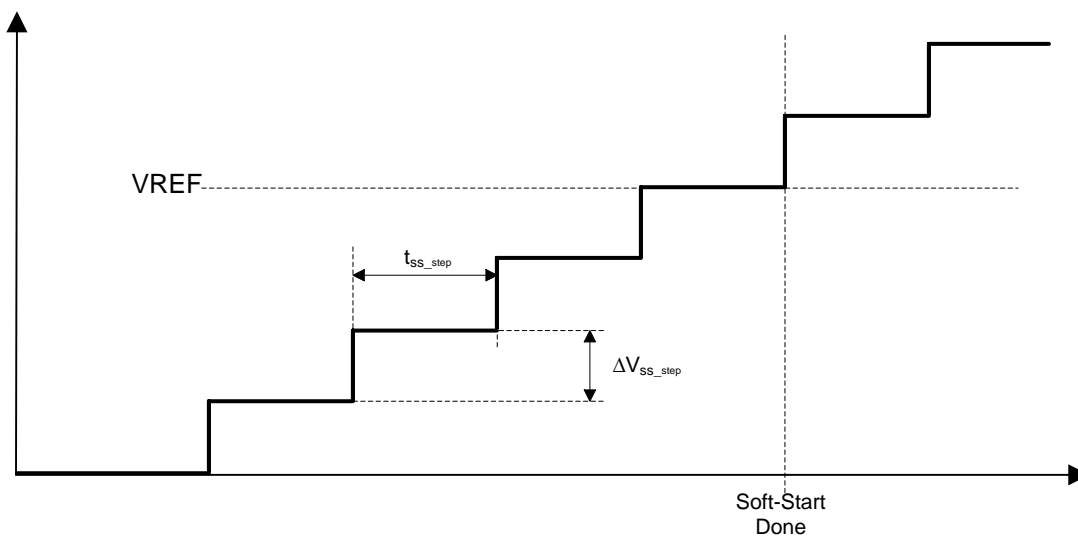 VREF
tss_step
ΔVss_step
Soft-Start
Done